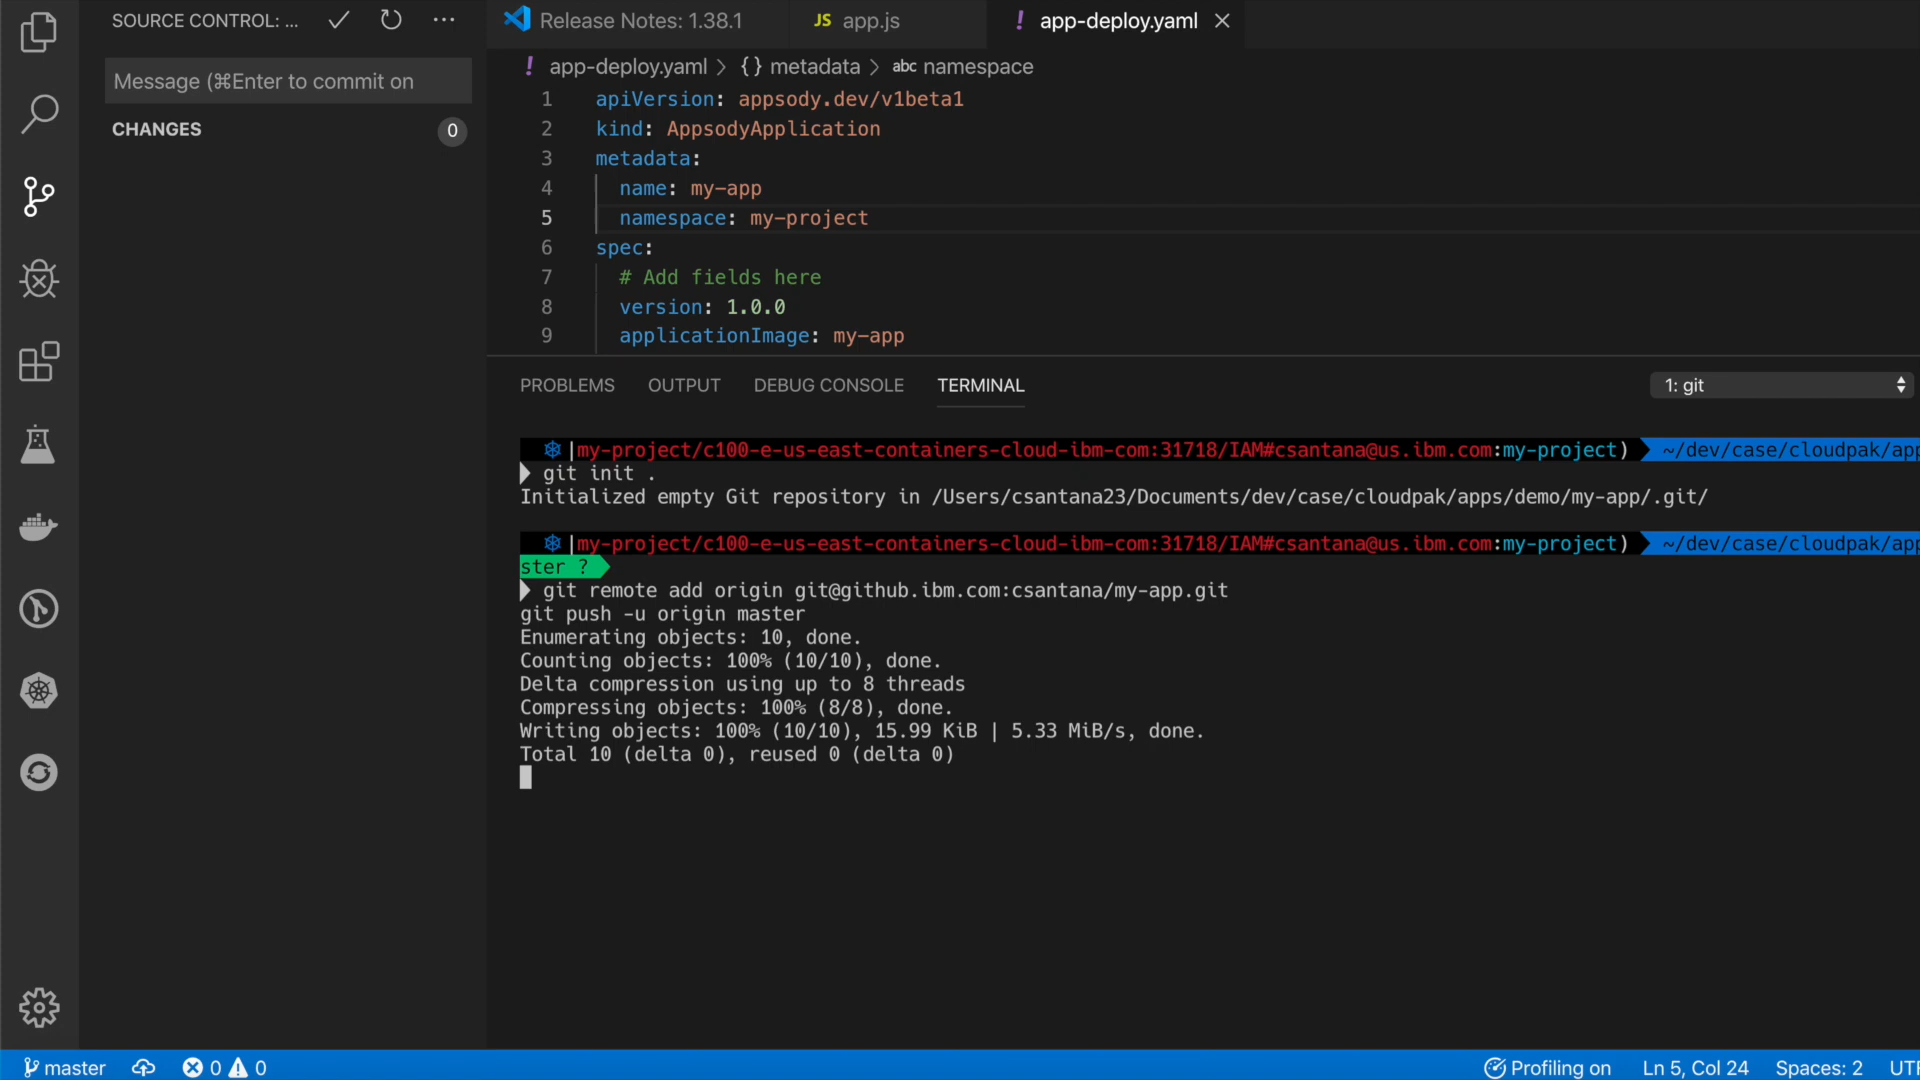 SOURCE CONTROL: ...
Message (⌘Enter to commit on
CHANGES
0
Release Notes: 1.38.1
JS app.js
! app-deploy.yaml
! app-deploy.yaml > {} metadata > abc namespace
1 apiVersion: appsody.dev/v1beta1
2 kind: AppsodyApplication
3 metadata:
4 name: my-app
5 namespace: my-project
6 spec:
7 # Add fields here
8 version: 1.0.0
9 applicationImage: my-app
PROBLEMS OUTPUT DEBUG CONSOLE TERMINAL
1: git
|my-project/c100-e-us-east-containers-cloud-ibm-com:31718/IAM#csantana@us.ibm.com:my-project) ~/dev/case/cloudpak/app
git init .
Initialized empty Git repository in /Users/csantana23/Documents/dev/case/cloudpak/apps/demo/my-app/.git/
|my-project/c100-e-us-east-containers-cloud-ibm-com:31718/IAM#csantana@us.ibm.com:my-project) ~/dev/case/cloudpak/app
ster ?
git remote add origin git@github.ibm.com:csantana/my-app.git
git push -u origin master
Enumerating objects: 10, done.
Counting objects: 100% (10/10), done.
Delta compression using up to 8 threads
Compressing objects: 100% (8/8), done.
Writing objects: 100% (10/10), 15.99 KiB | 5.33 MiB/s, done.
Total 10 (delta 0), reused 0 (delta 0)
master 0 0 Profiling on Ln 5, Col 24 Spaces: 2 UTF